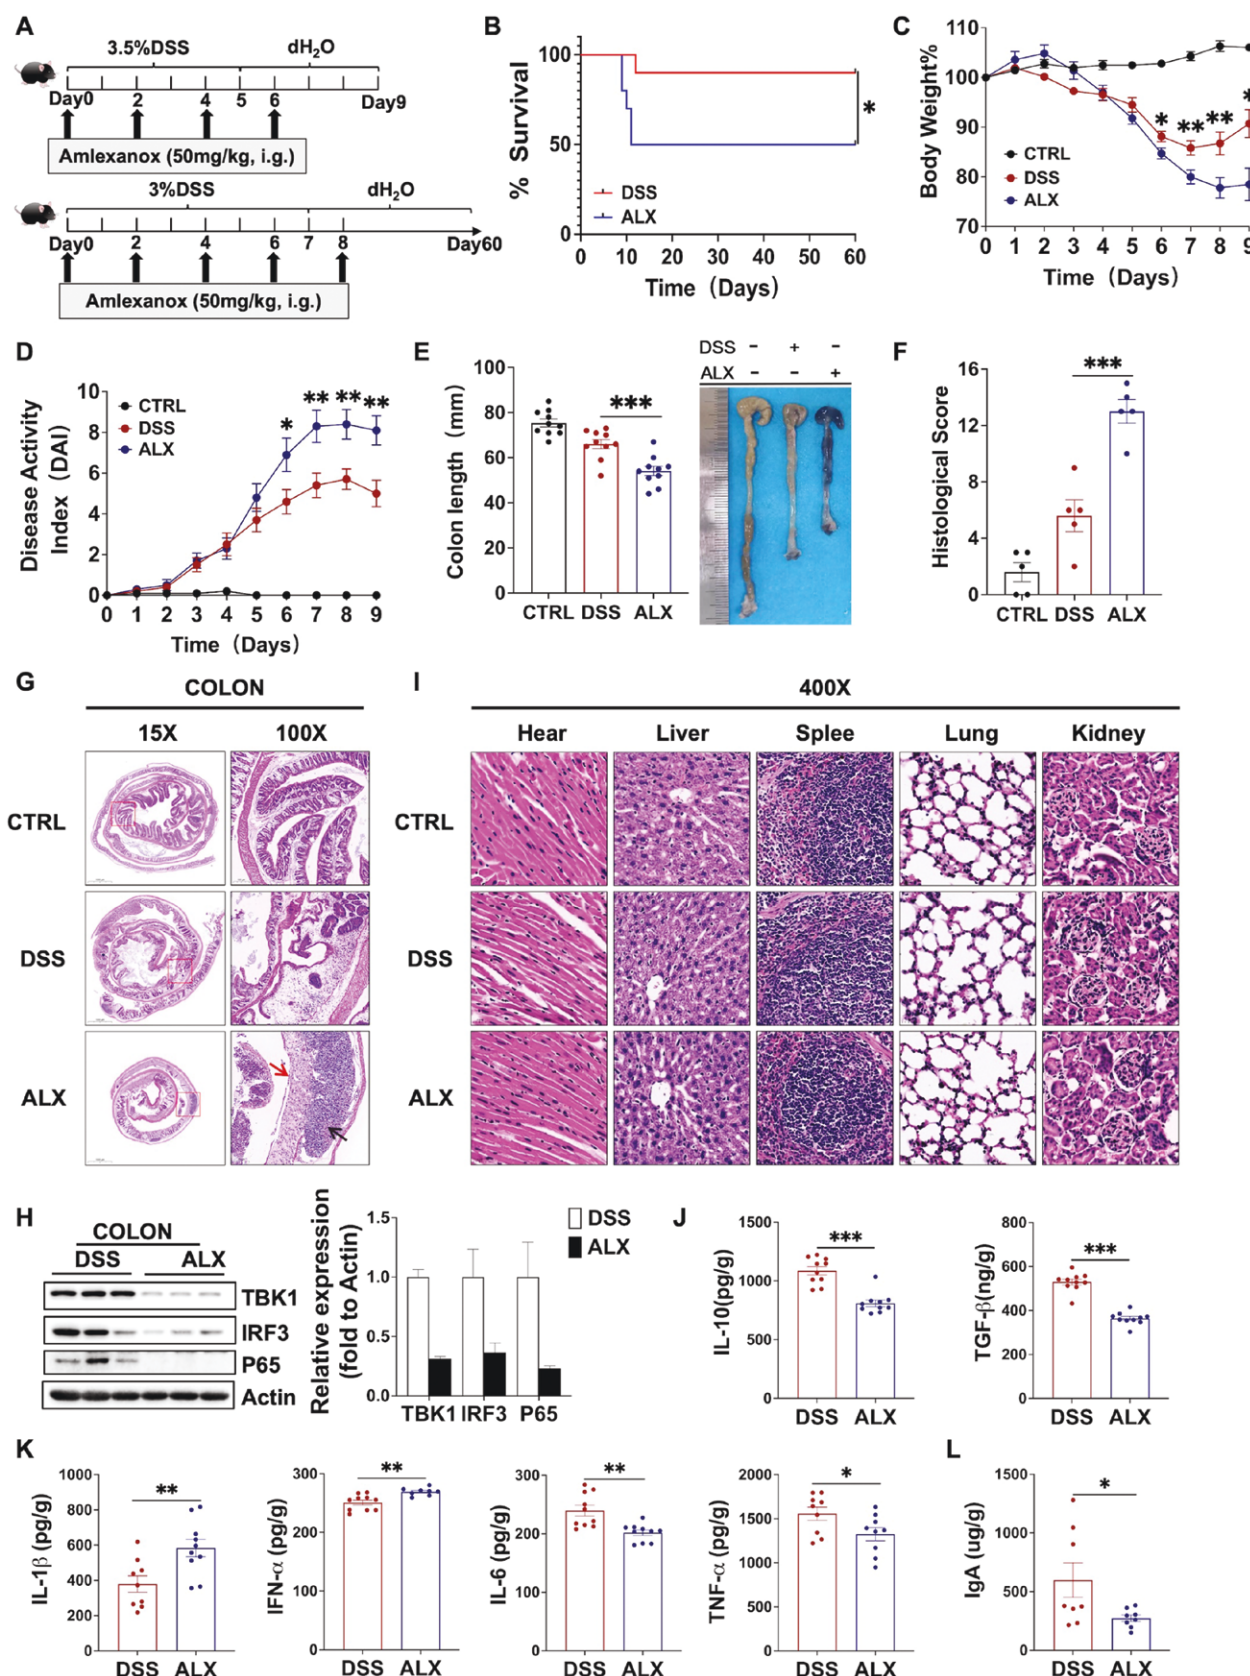 A
3.5%DSS
dH2O
Day0
2
4
5
6
Day9
Amlexanox (50mg/kg, i.g.)
3%DSS
dH2O
Day0
2
4
6
7
8
Day60
Amlexanox (50mg/kg, i.g.)
B
% Survival
100
50
0
DSS
ALX
*
0 10 20 30 40 50 60
Time (Days)
C
Body Weight%
110
100
90
80
70
CTRL
DSS
ALX
* ** ** *
0 1 2 3 4 5 6 7 8 9
Time (Days)
D
Disease Activity
Index (DAI)
10
8
6
4
2
0
CTRL
DSS
ALX
* ** ** **
0 1 2 3 4 5 6 7 8 9
Time (Days)
E
Colon length (mm)
100
80
60
40
20
0
***
CTRL DSS ALX
DSS - + -
ALX - - +
F
Histological Score
16
12
8
4
0
***
CTRL DSS ALX
G
COLON
15X 100X
CTRL
DSS
ALX
I
400X
Hear Liver Splee Lung Kidney
CTRL
DSS
ALX
H
COLON
DSS ALX
TBK1
IRF3
P65
Actin
Relative expression
(fold to Actin)
1.5
1.0
0.5
0.0
DSS
ALX
TBK1 IRF3 P65
J
IL-10(pg/g)
1500
1000
500
0
***
DSS ALX
TGF-β(ng/g)
800
600
400
200
0
***
DSS ALX
K
IL-1β (pg/g)
1000
800
600
400
200
0
**
DSS ALX
IFN-α (pg/g)
300
200
100
0
**
DSS ALX
IL-6 (pg/g)
300
200
100
0
**
DSS ALX
TNF-α (pg/g)
2000
1500
1000
500
0
*
DSS ALX
L
IgA (ug/g)
1500
1000
500
0
*
DSS ALX